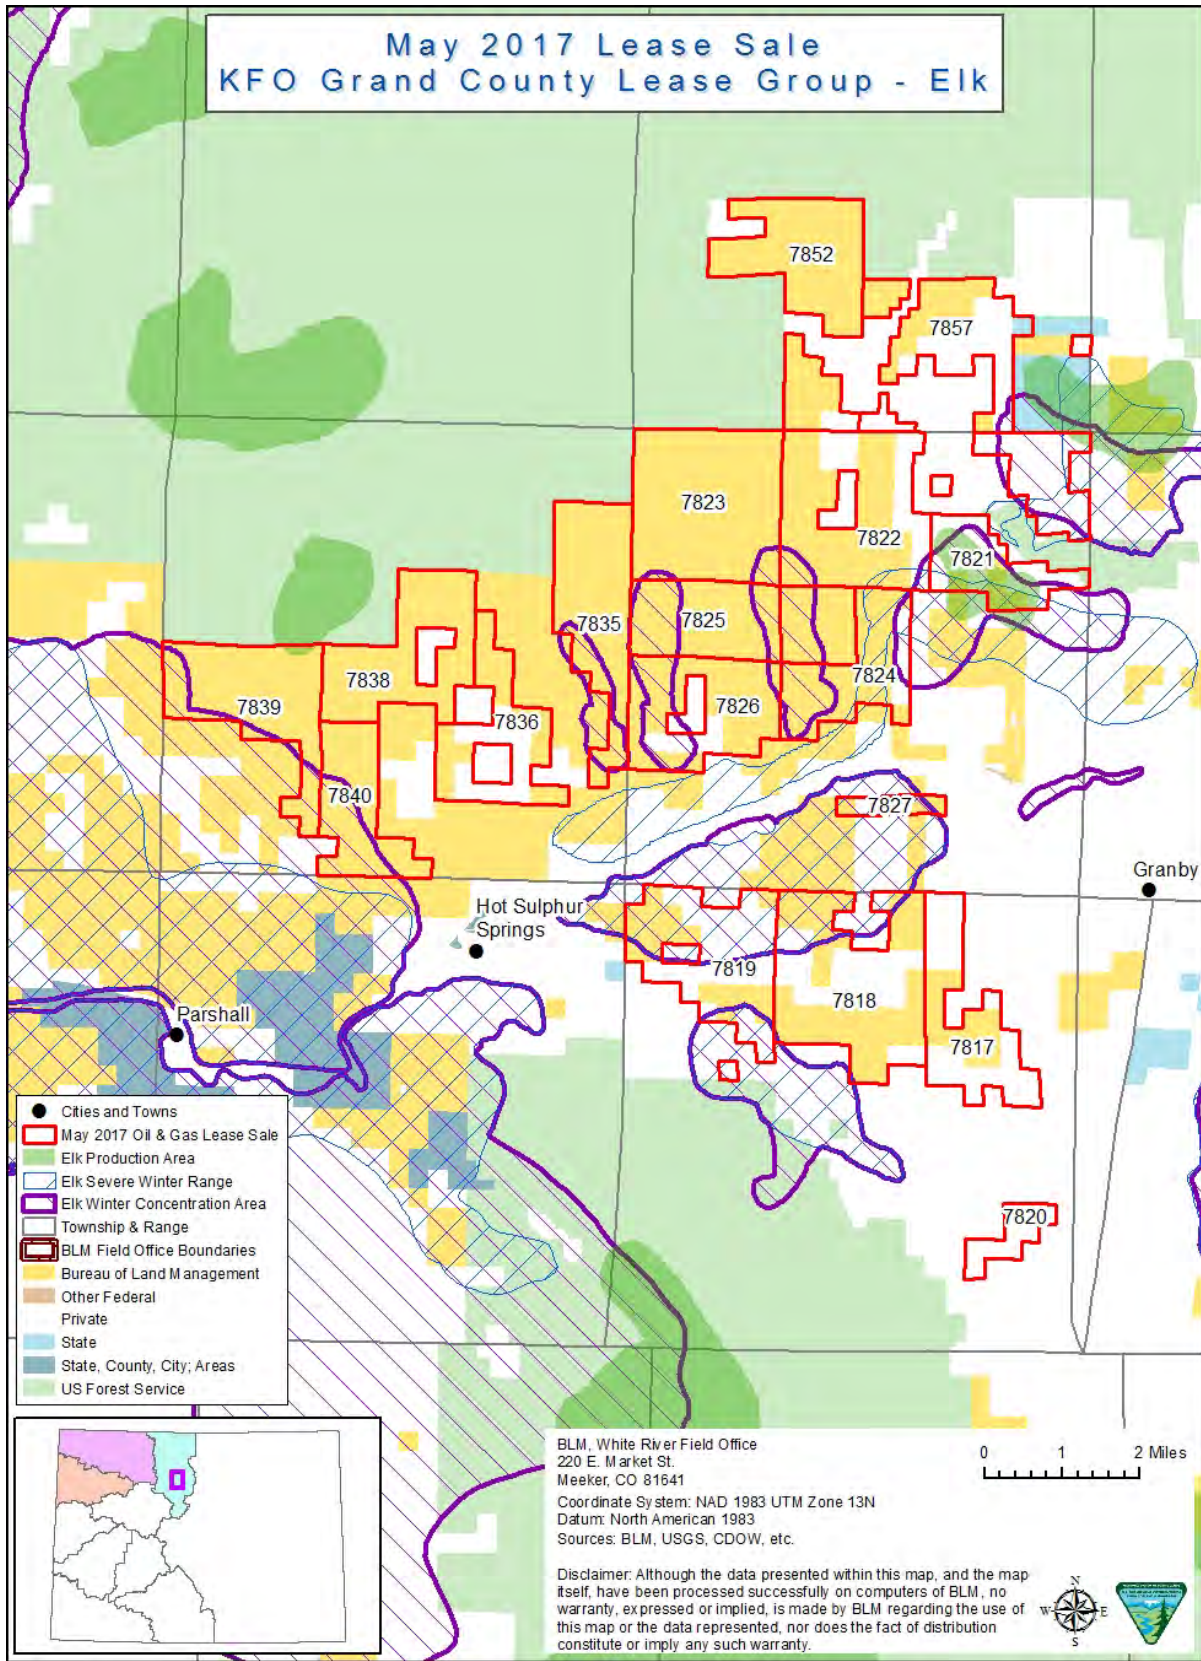 May 2017 Lease Sale
KFO Grand County Lease Group - Elk
7852
7857
7823
7822
7821
7835
7825
7824
7838
7839
7826
7836
7840
7827
Granby
Hot Sulphur
Springs
7819
7818
Parshall
7817
7820
Cities and Towns
May 2017 Oil & Gas Lease Sale
Elk Production Area
Elk Severe Winter Range
Elk Winter Concentration Area
Township & Range
BLM Field Office Boundaries
Bureau of Land Management
Other Federal
Private
State
State, County, City; Areas
US Forest Service
BLM, White River Field Office
220 E. Market St.
Meeker, CO 81641
Coordinate System: NAD 1983 UTM Zone 13N
Datum: North American 1983
Sources: BLM, USGS, CDOW, etc.
0 1 2 Miles
Disclaimer: Although the data presented within this map, and the map
itself, have been processed successfully on computers of BLM, no
warranty, expressed or implied, is made by BLM regarding the use of
this map or the data represented, nor does the fact of distribution
constitute or imply any such warranty.
N
W E
S